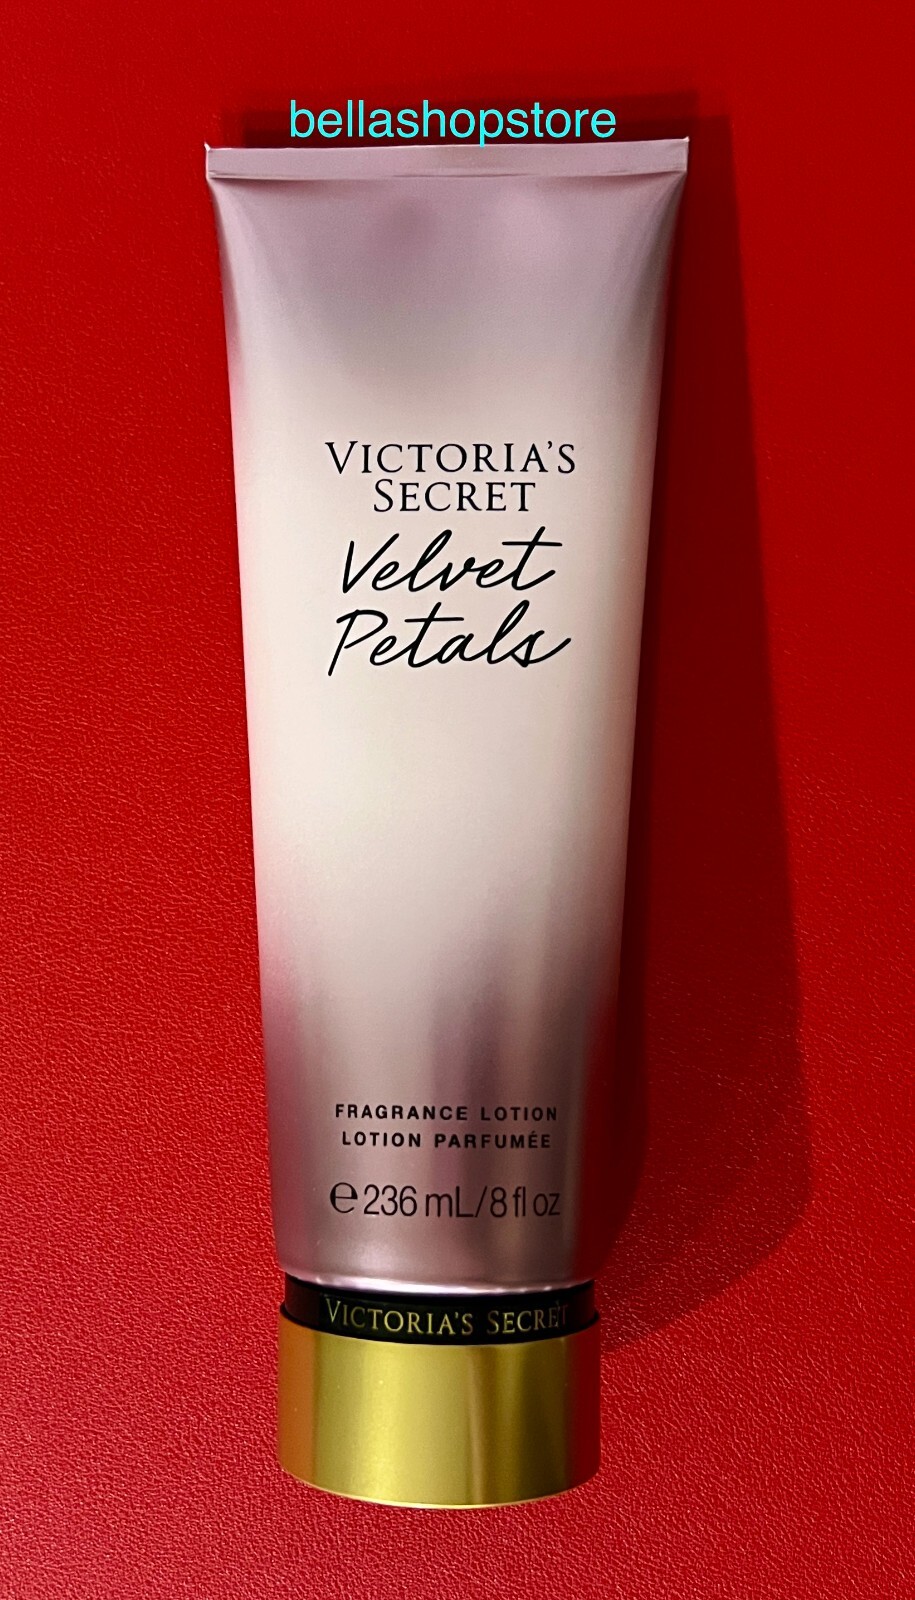 bellashopstore
VICTORIA'S
SECRET
Velvet
Petals
FRAGRANCE LOTION
LOTION PARFUMÉE
℮ 236 mL/8 fl oz
VICTORIA'S SECRET